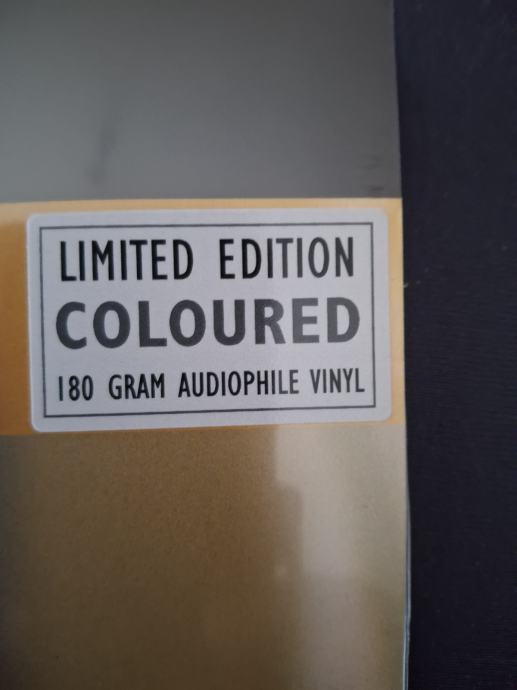 LIMITED EDITION
COLOURED
180 GRAM AUDIOPHILE VINYL